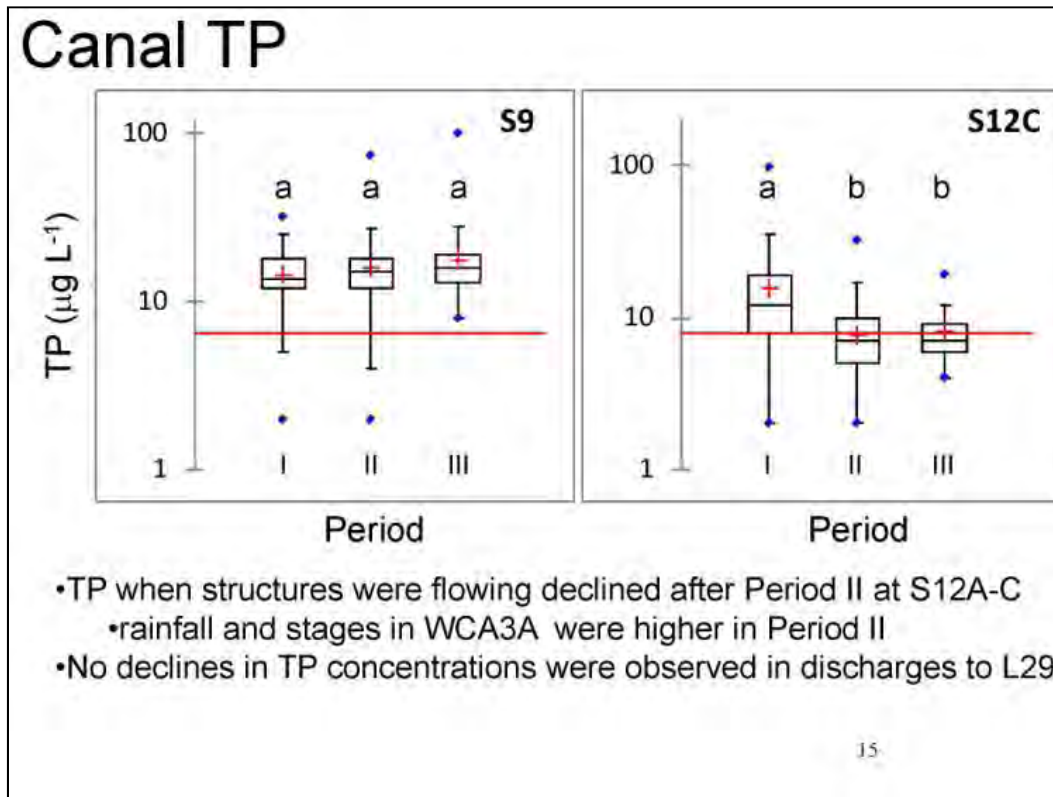 Canal TP
S9
S12C
TP (µg L-1)
100
10
1
a a a
I II III
Period
100
10
1
a b b
I II III
Period
•TP when structures were flowing declined after Period II at S12A-C
•rainfall and stages in WCA3A were higher in Period II
•No declines in TP concentrations were observed in discharges to L29
15